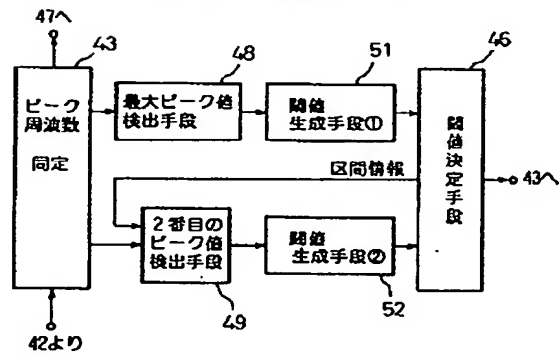 47へ
43
48
51
46
ピーク
周波数
同定
最大ピーク値
検出手段
閾値
生成手段①
閾値決定手段
区間情報
43へ
2番目の
ピーク値
検出手段
閾値
生成手段②
49
52
42より